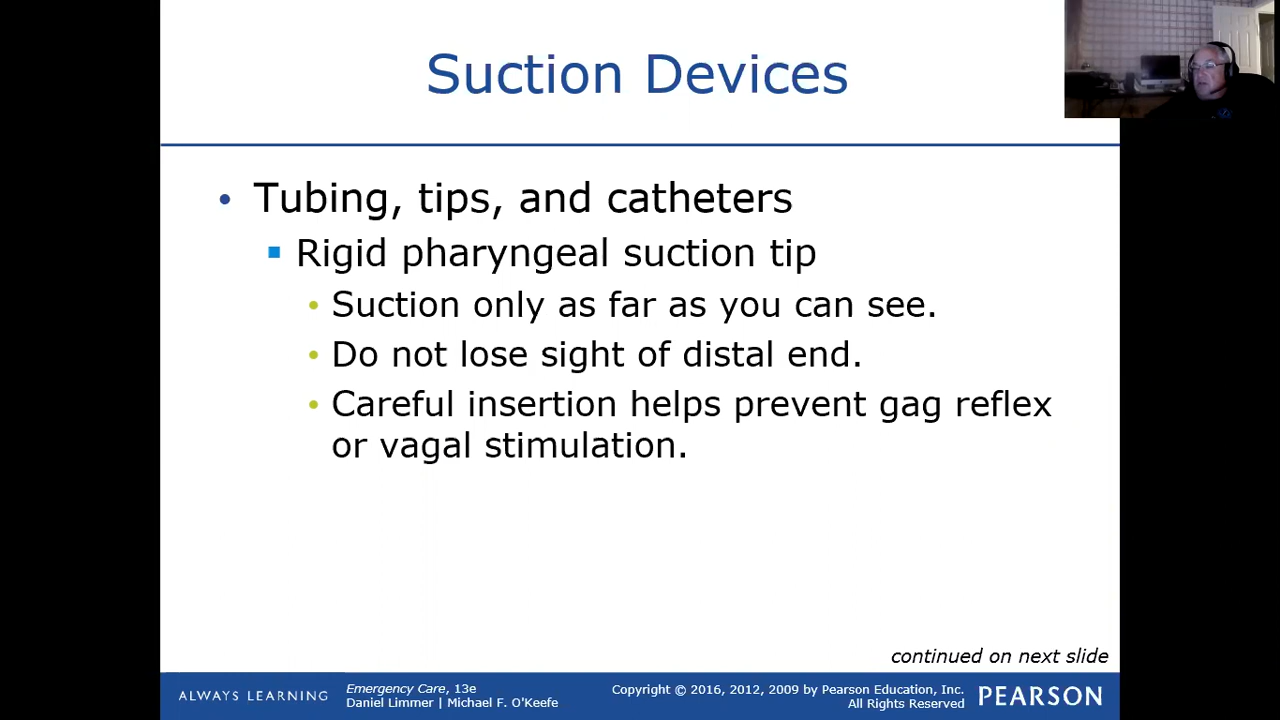 Suction Devices
• Tubing, tips, and catheters
▪ Rigid pharyngeal suction tip
• Suction only as far as you can see.
• Do not lose sight of distal end.
• Careful insertion helps prevent gag reflex
or vagal stimulation.
continued on next slide
ALWAYS LEARNING
Emergency Care, 13e
Daniel Limmer | Michael F. O'Keefe
Copyright © 2016, 2012, 2009 by Pearson Education, Inc.
All Rights Reserved
PEARSON